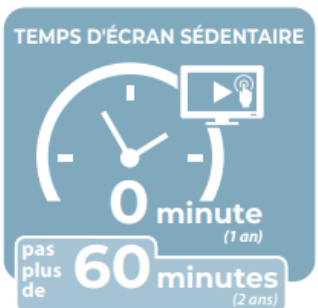 TEMPS D'ÉCRAN SÉDENTAIRE
0 minute
(1 an)
pas plus de 60 minutes
(2 ans)